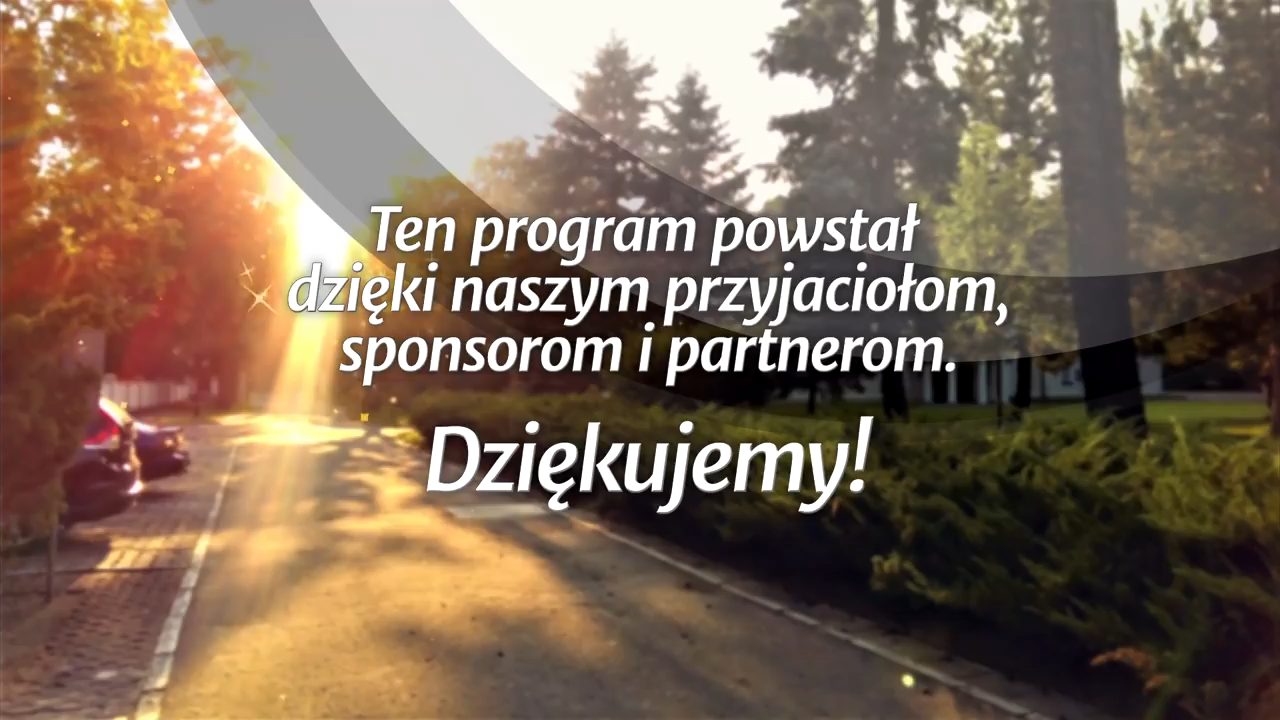 Ten program powstał
dzięki naszym przyjaciołom,
sponsorom i partnerom.
Dziękujemy!